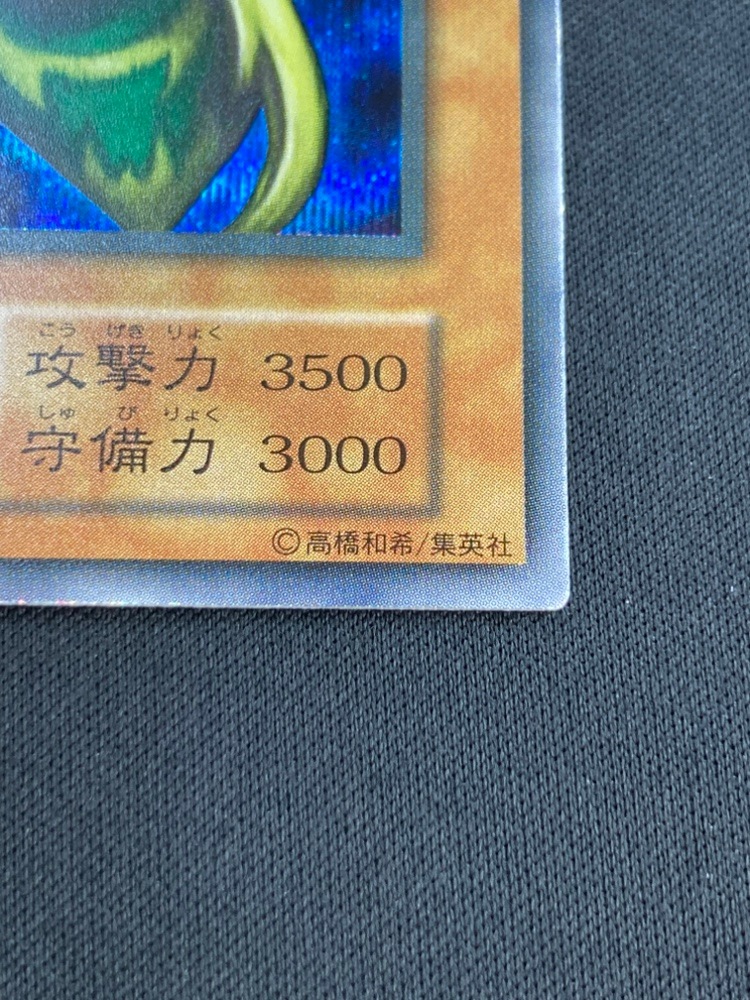 こう げき りょく
攻撃力 3500
しゅ び りょく
守備力 3000
©高橋和希/集英社